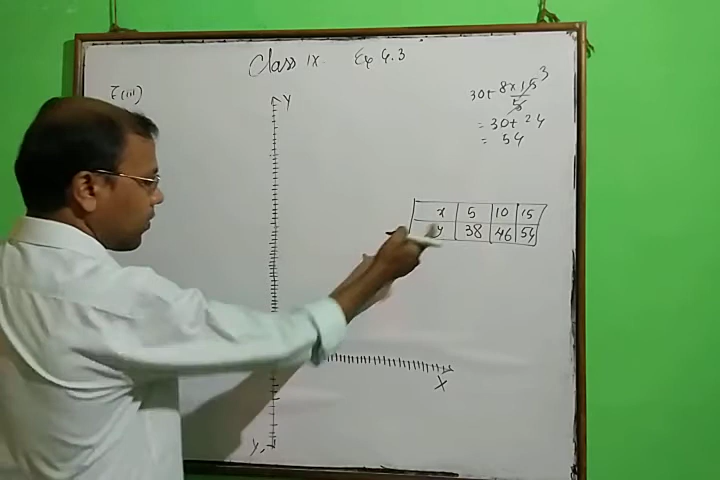 Class IX Ex 4.3
F(iii)
30+ 8×15 3
5
= 30+ 24
= 54
Y
x 5 10 15
y 38 46 54
X
Y'